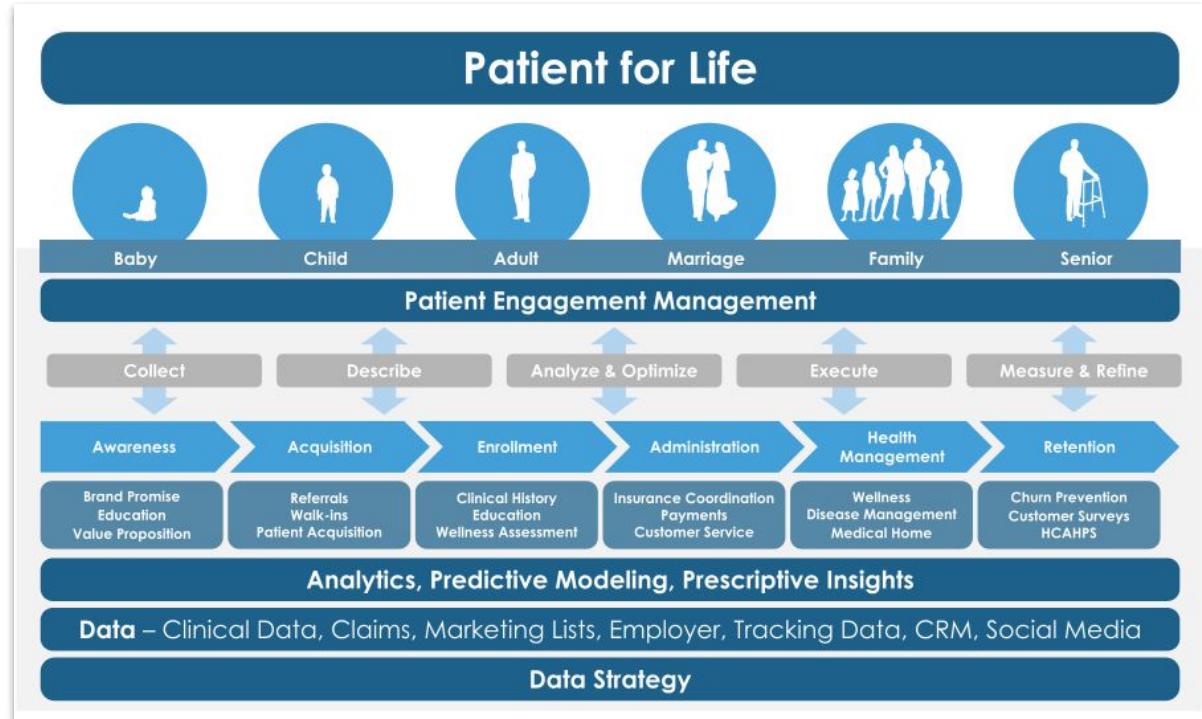 Patient for Life
Baby
Child
Adult
Marriage
Family
Senior
Patient Engagement Management
Collect
Describe
Analyze & Optimize
Execute
Measure & Refine
Awareness
Acquisition
Enrollment
Administration
Health
Management
Retention
Brand Promise
Education
Value Proposition
Referrals
Walk-ins
Patient Acquisition
Clinical History
Education
Wellness Assessment
Insurance Coordination
Payments
Customer Service
Wellness
Disease Management
Medical Home
Churn Prevention
Customer Surveys
HCAHPS
Analytics, Predictive Modeling, Prescriptive Insights
Data – Clinical Data, Claims, Marketing Lists, Employer, Tracking Data, CRM, Social Media
Data Strategy